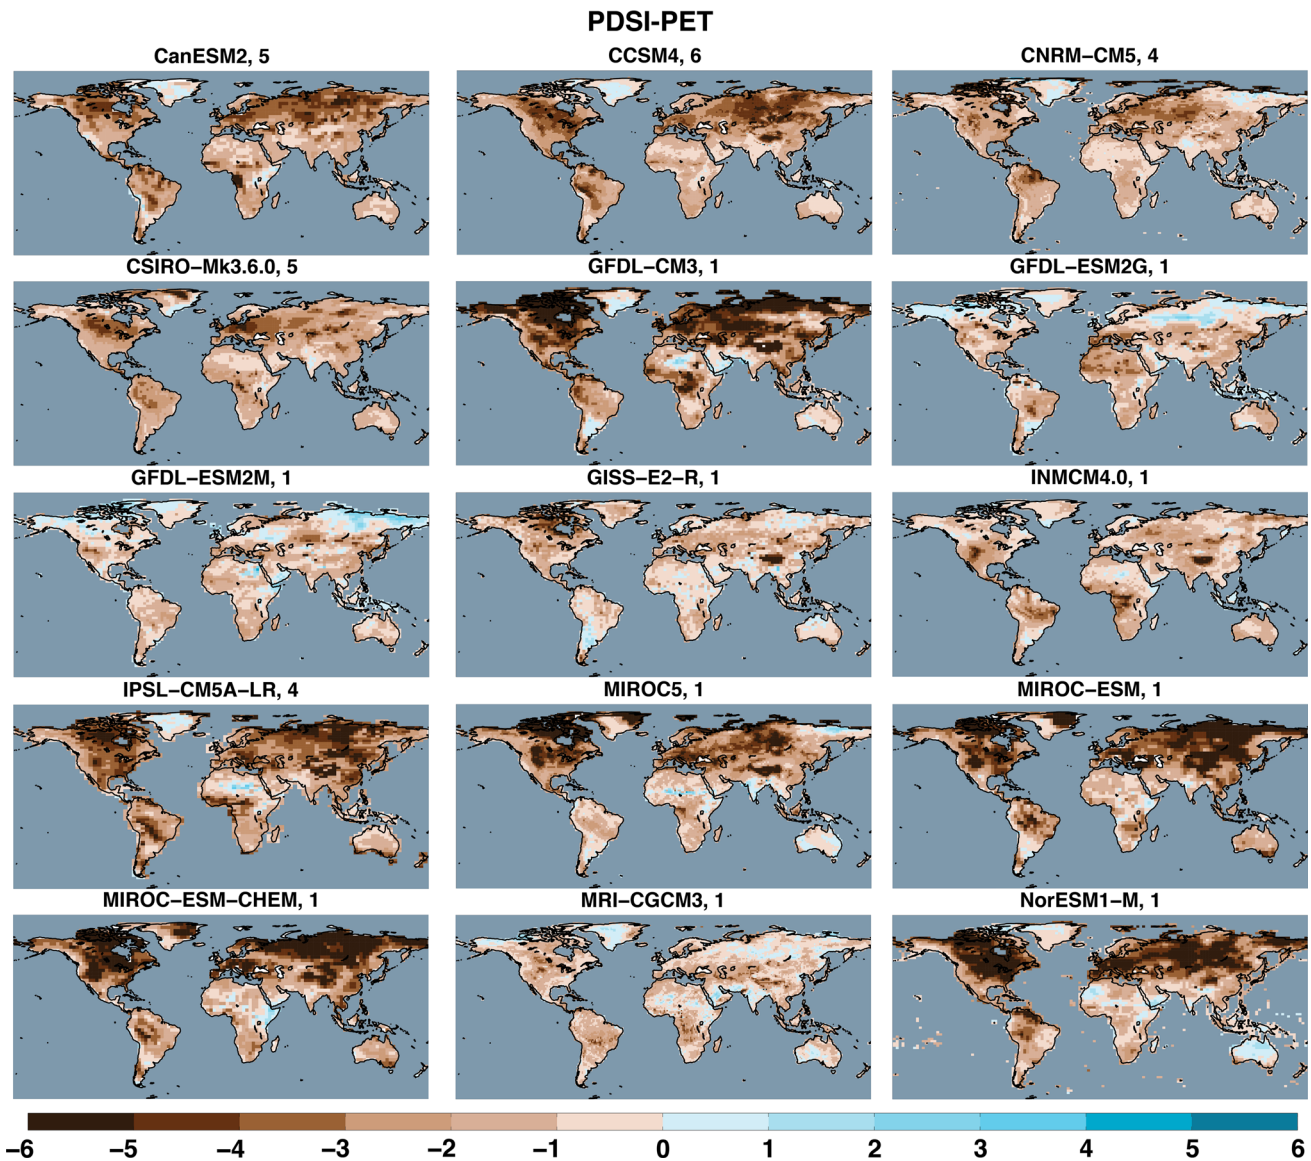 PDSI-PET
CanESM2, 5
CCSM4, 6
CNRM−CM5, 4
CSIRO−Mk3.6.0, 5
GFDL−CM3, 1
GFDL−ESM2G, 1
GFDL−ESM2M, 1
GISS−E2−R, 1
INMCM4.0, 1
IPSL−CM5A−LR, 4
MIROC5, 1
MIROC−ESM, 1
MIROC−ESM−CHEM, 1
MRI−CGCM3, 1
NorESM1−M, 1
−6 −5 −4 −3 −2 −1 0 1 2 3 4 5 6